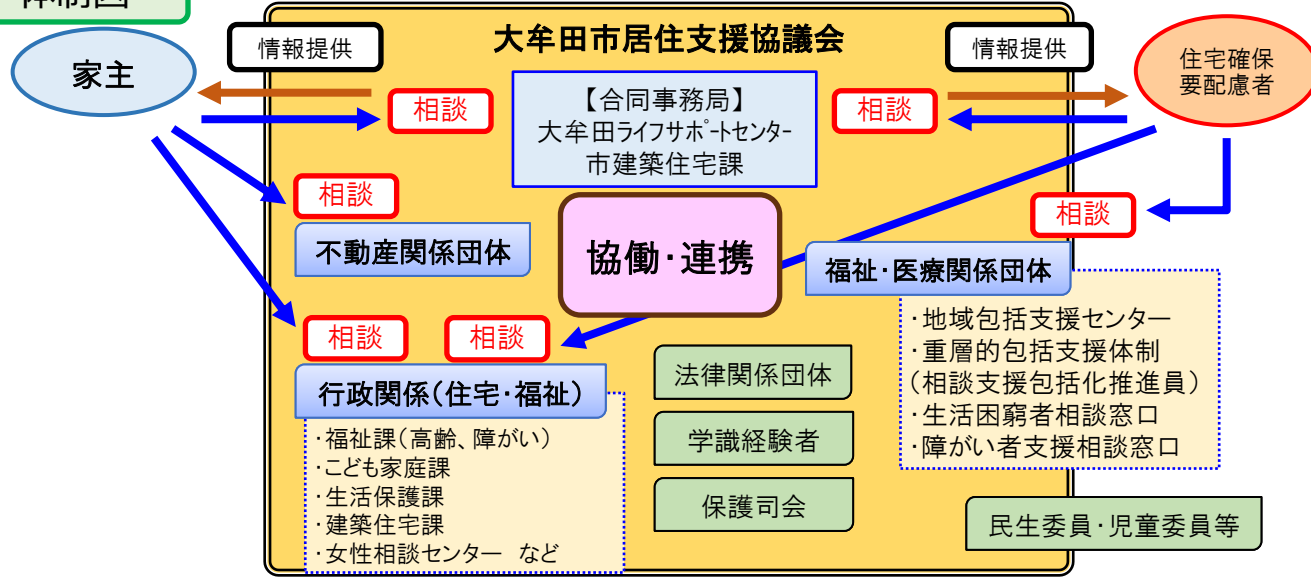 体制図
大牟田市居住支援協議会
家主
情報提供
相談
【合同事務局】
大牟田ライフサポートセンター
市建築住宅課
情報提供
相談
住宅確保
要配慮者
相談
不動産関係団体
協働・連携
相談
福祉・医療関係団体
・地域包括支援センター
・重層的包括支援体制
(相談支援包括化推進員)
・生活困窮者相談窓口
・障がい者支援相談窓口
相談
相談
行政関係(住宅・福祉)
・福祉課(高齢、障がい)
・こども家庭課
・生活保護課
・建築住宅課
・女性相談センター など
法律関係団体
学識経験者
保護司会
民生委員・児童委員等